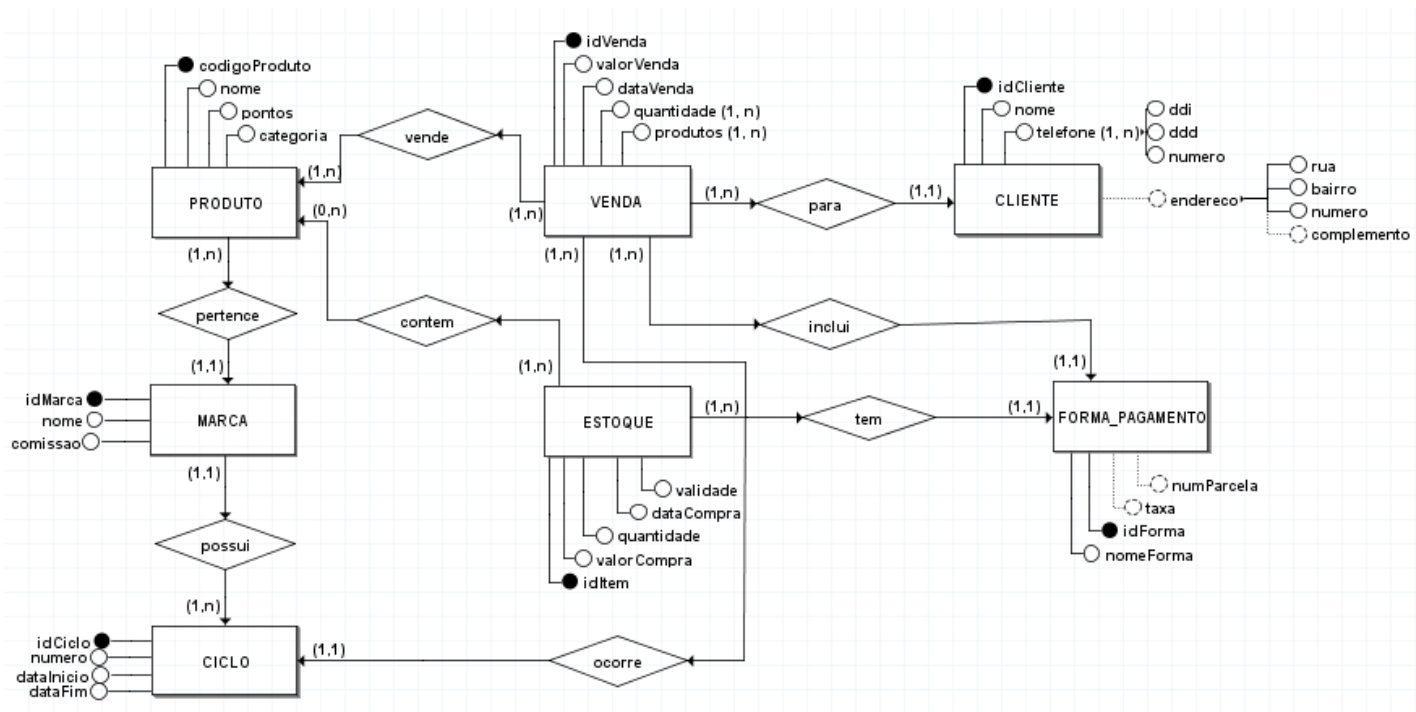 idVenda
valorVenda
dataVenda
quantidade (1, n)
produtos (1, n)
codigoProduto
nome
pontos
categoria
vende
(1,n)
(1,n)
PRODUTO
(0,n)
(1,n)
VENDA
(1,n)
(1,n)
(1,n)
para
(1,1)
idCliente
nome
telefone (1, n)
ddi
ddd
numero
CLIENTE
endereco
rua
bairro
numero
complemento
pertence
contem
inclui
(1,1)
(1,n)
(1,1)
idMarca
nome
comissao
MARCA
ESTOQUE
(1,n)
tem
(1,1)
FORMA_PAGAMENTO
(1,1)
validade
dataCompra
quantidade
valorCompra
idItem
numParcela
taxa
idForma
nomeForma
possui
(1,n)
idCiclo
numero
dataInicio
dataFim
CICLO
(1,1)
ocorre